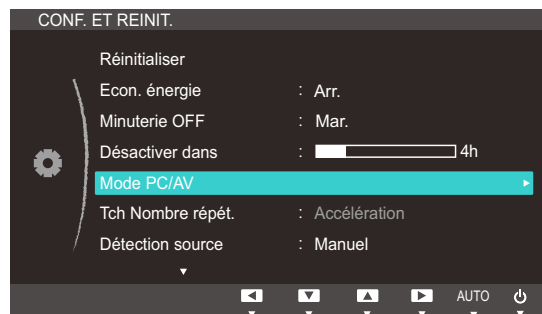 CONF. ET REINIT.
Réinitialiser
Econ. énergie : Arr.
Minuterie OFF : Mar.
Désactiver dans : 4h
Mode PC/AV
Tch Nombre répét. : Accélération
Détection source : Manuel
AUTO